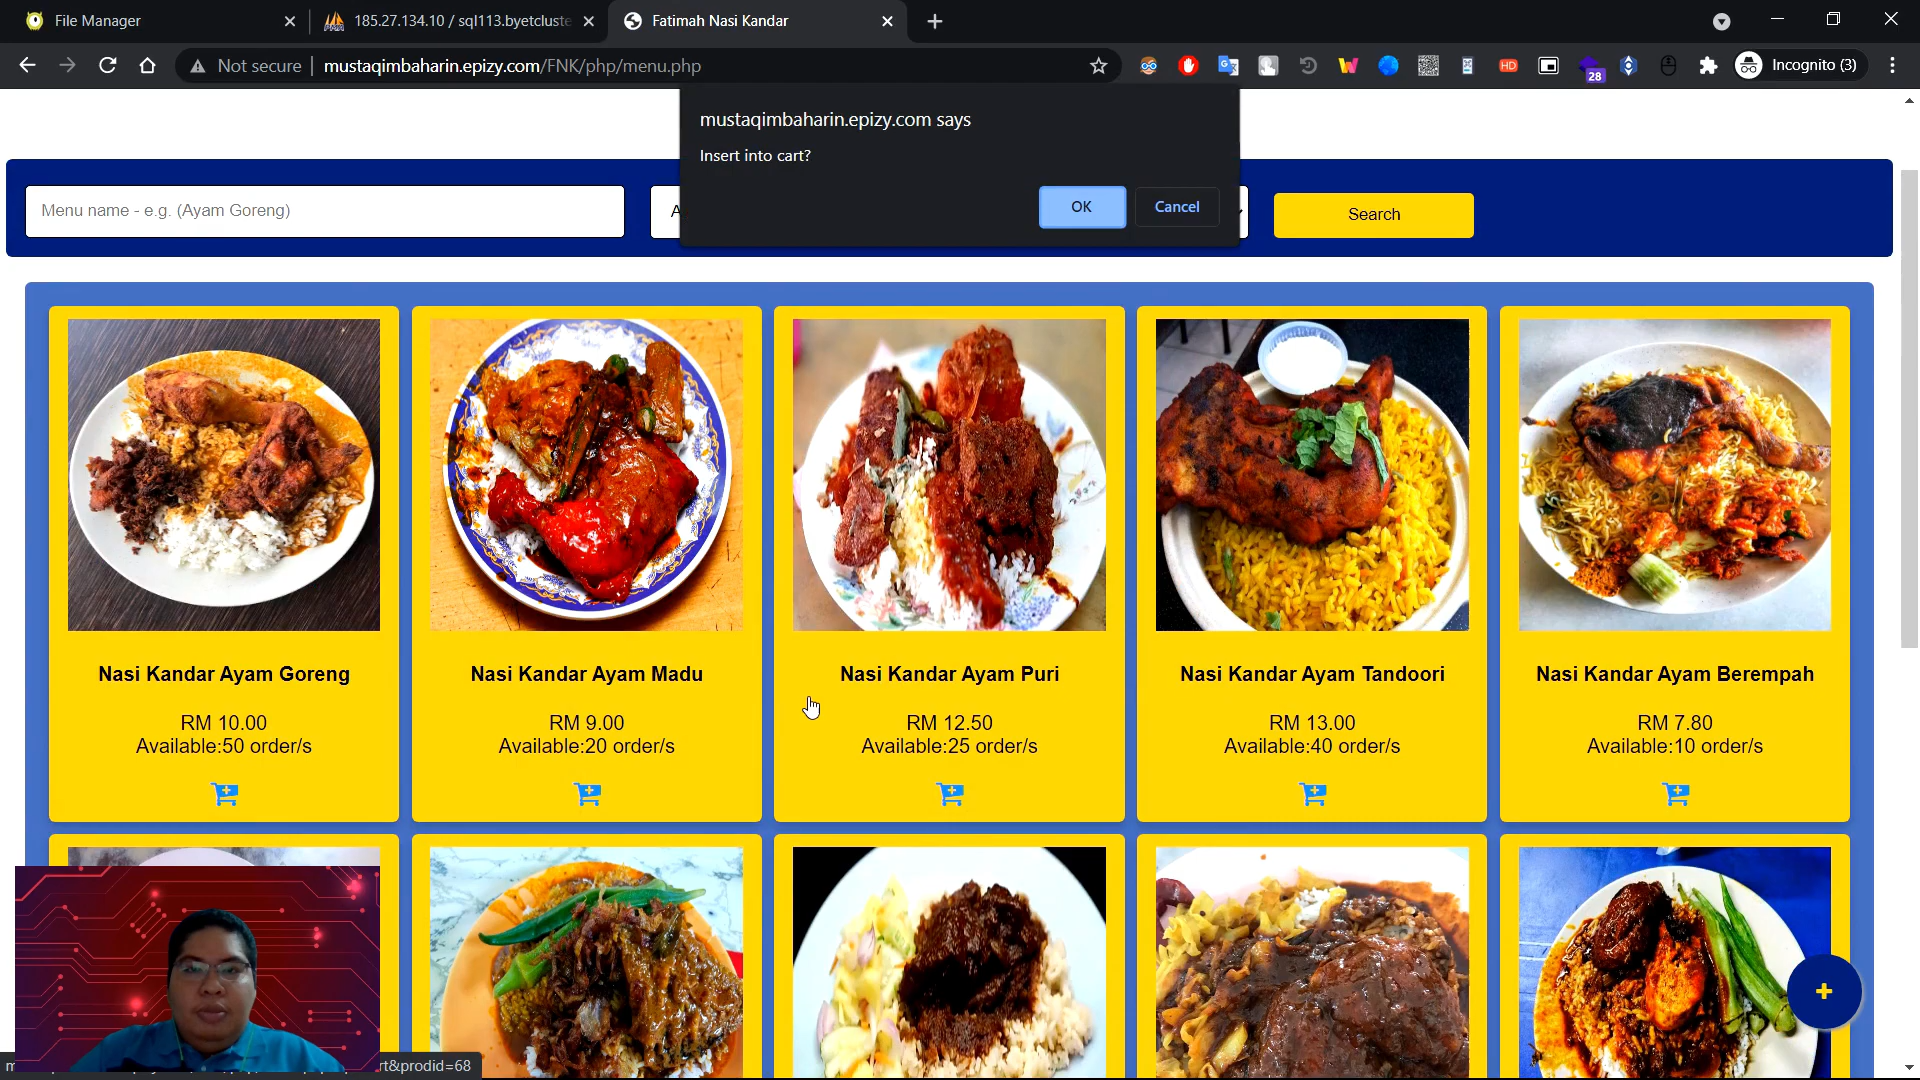 File Manager
185.27.134.10 / sql113.byetcluste
Fatimah Nasi Kandar
Not secure
mustaqimbaharin.epizy.com/FNK/php/menu.php
HD
28
Incognito (3)
mustaqimbaharin.epizy.com says
Insert into cart?
OK
Cancel
Menu name - e.g. (Ayam Goreng)
Search
Nasi Kandar Ayam Goreng
RM 10.00
Available:50 order/s
Nasi Kandar Ayam Madu
RM 9.00
Available:20 order/s
Nasi Kandar Ayam Puri
RM 12.50
Available:25 order/s
Nasi Kandar Ayam Tandoori
RM 13.00
Available:40 order/s
Nasi Kandar Ayam Berempah
RM 7.80
Available:10 order/s
+
rt&prodid=68